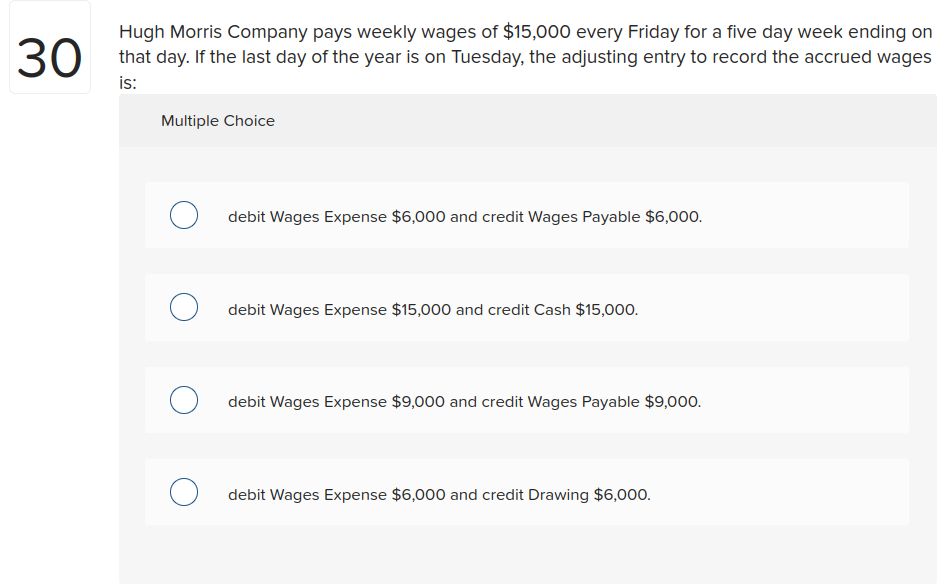 30
Hugh Morris Company pays weekly wages of $15,000 every Friday for a five day week ending on
that day. If the last day of the year is on Tuesday, the adjusting entry to record the accrued wages
is:
Multiple Choice
debit Wages Expense $6,000 and credit Wages Payable $6,000.
debit Wages Expense $15,000 and credit Cash $15,000.
debit Wages Expense $9,000 and credit Wages Payable $9,000.
debit Wages Expense $6,000 and credit Drawing $6,000.